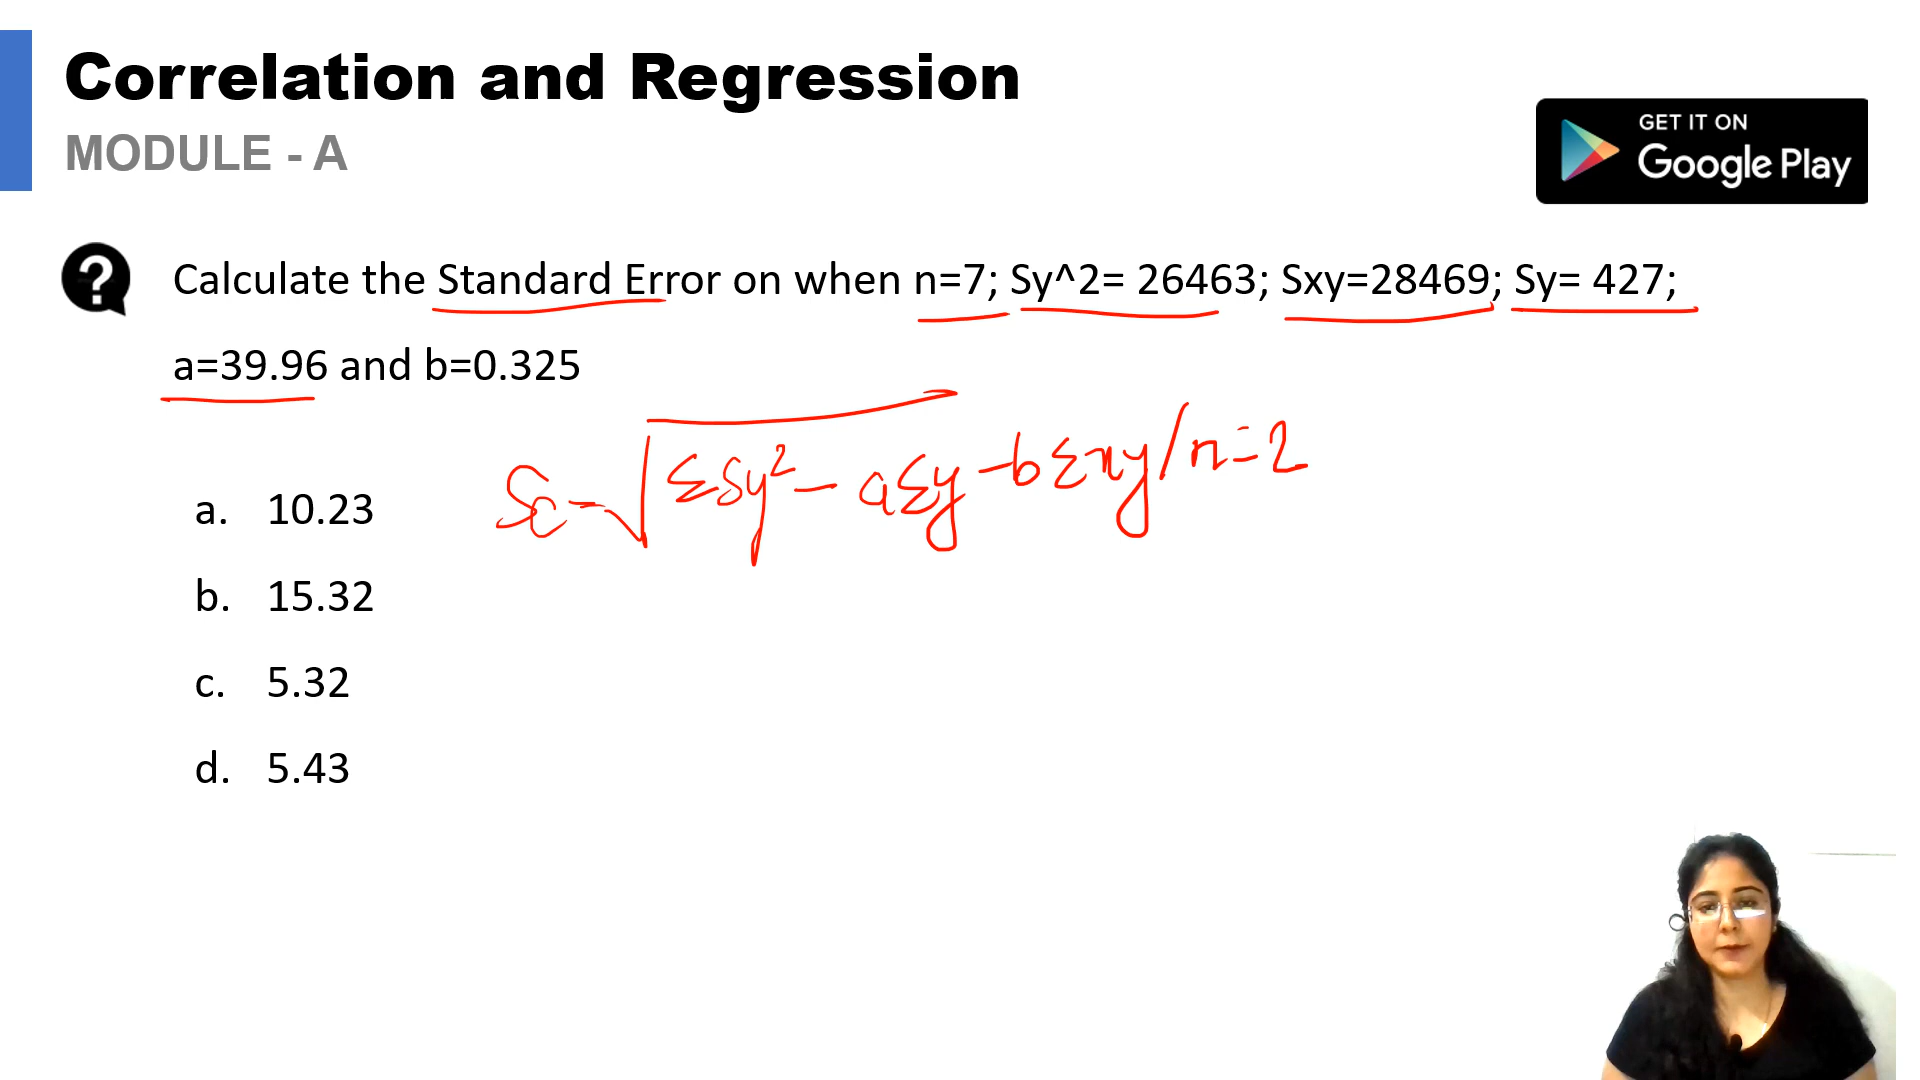 Correlation and Regression
MODULE - A
GET IT ON
Google Play
? Calculate the Standard Error on when n=7; Sy^2= 26463; Sxy=28469; Sy= 427;
a=39.96 and b=0.325
Se = √Σδy² - aΣy - bΣxy/n=2
a. 10.23
b. 15.32
c. 5.32
d. 5.43